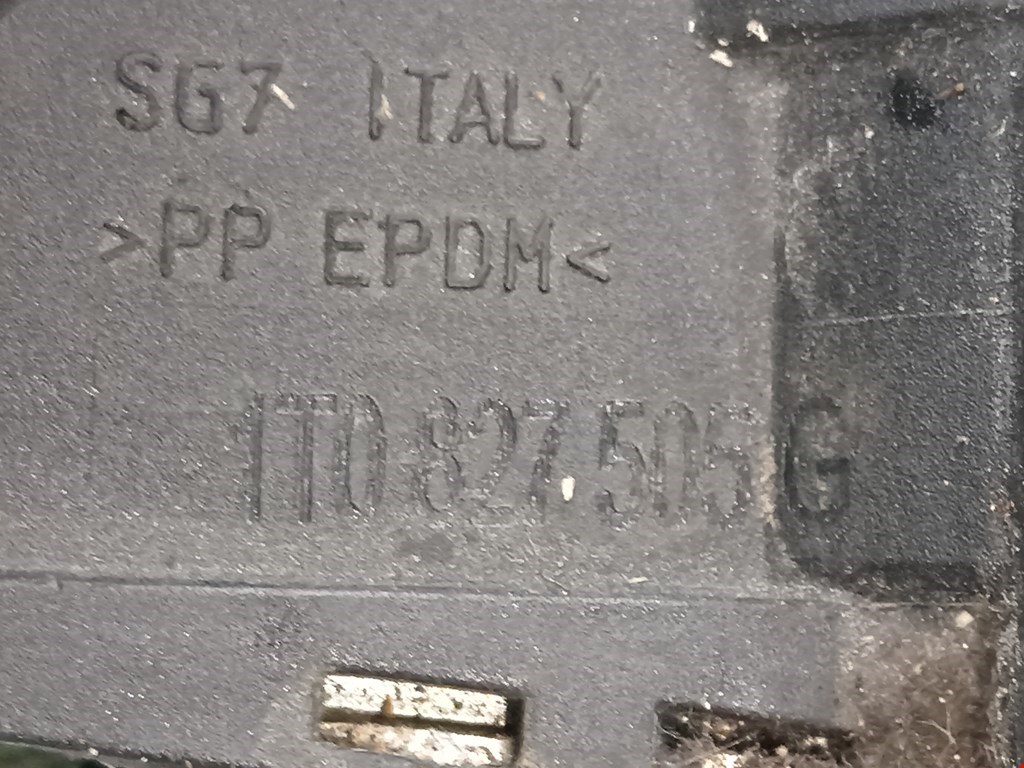 SG7 ITALY
>PP EPDM<
1T0 827 505 G